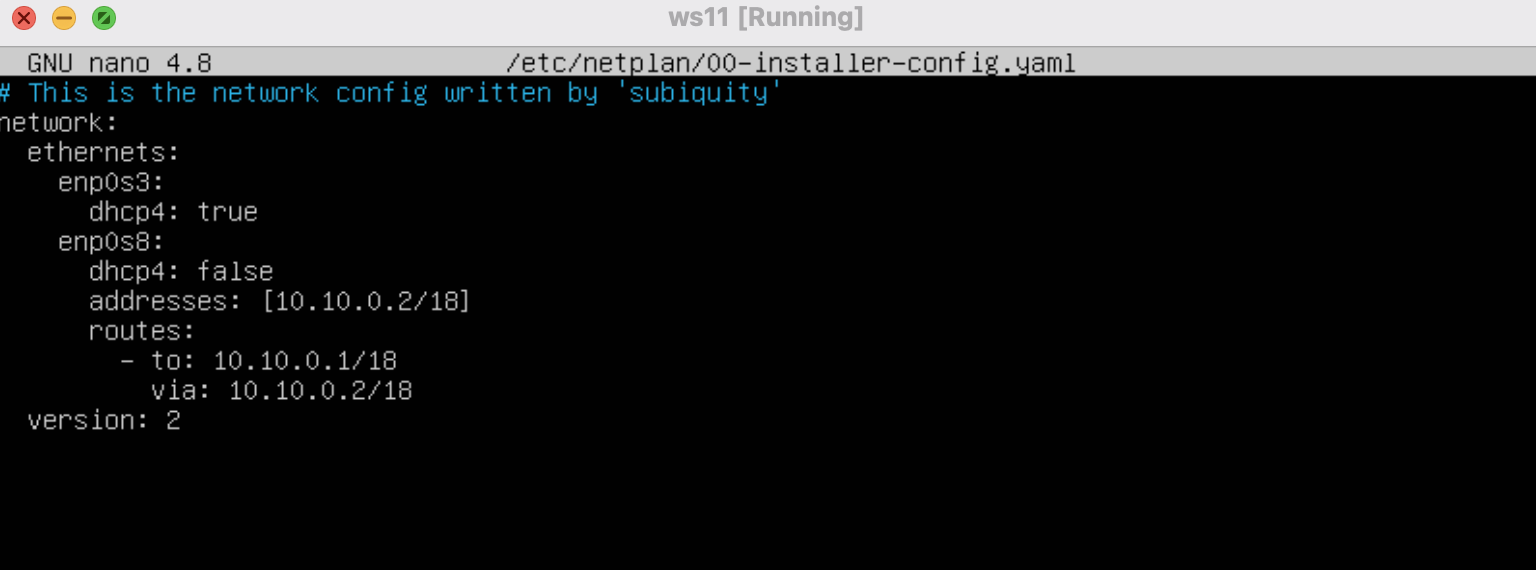 ws11 [Running]
GNU nano 4.8 /etc/netplan/00-installer-config.yaml
# This is the network config written by 'subiquity'
network:
  ethernets:
    enp0s3:
      dhcp4: true
    enp0s8:
      dhcp4: false
      addresses: [10.10.0.2/18]
      routes:
        - to: 10.10.0.1/18
          via: 10.10.0.2/18
  version: 2